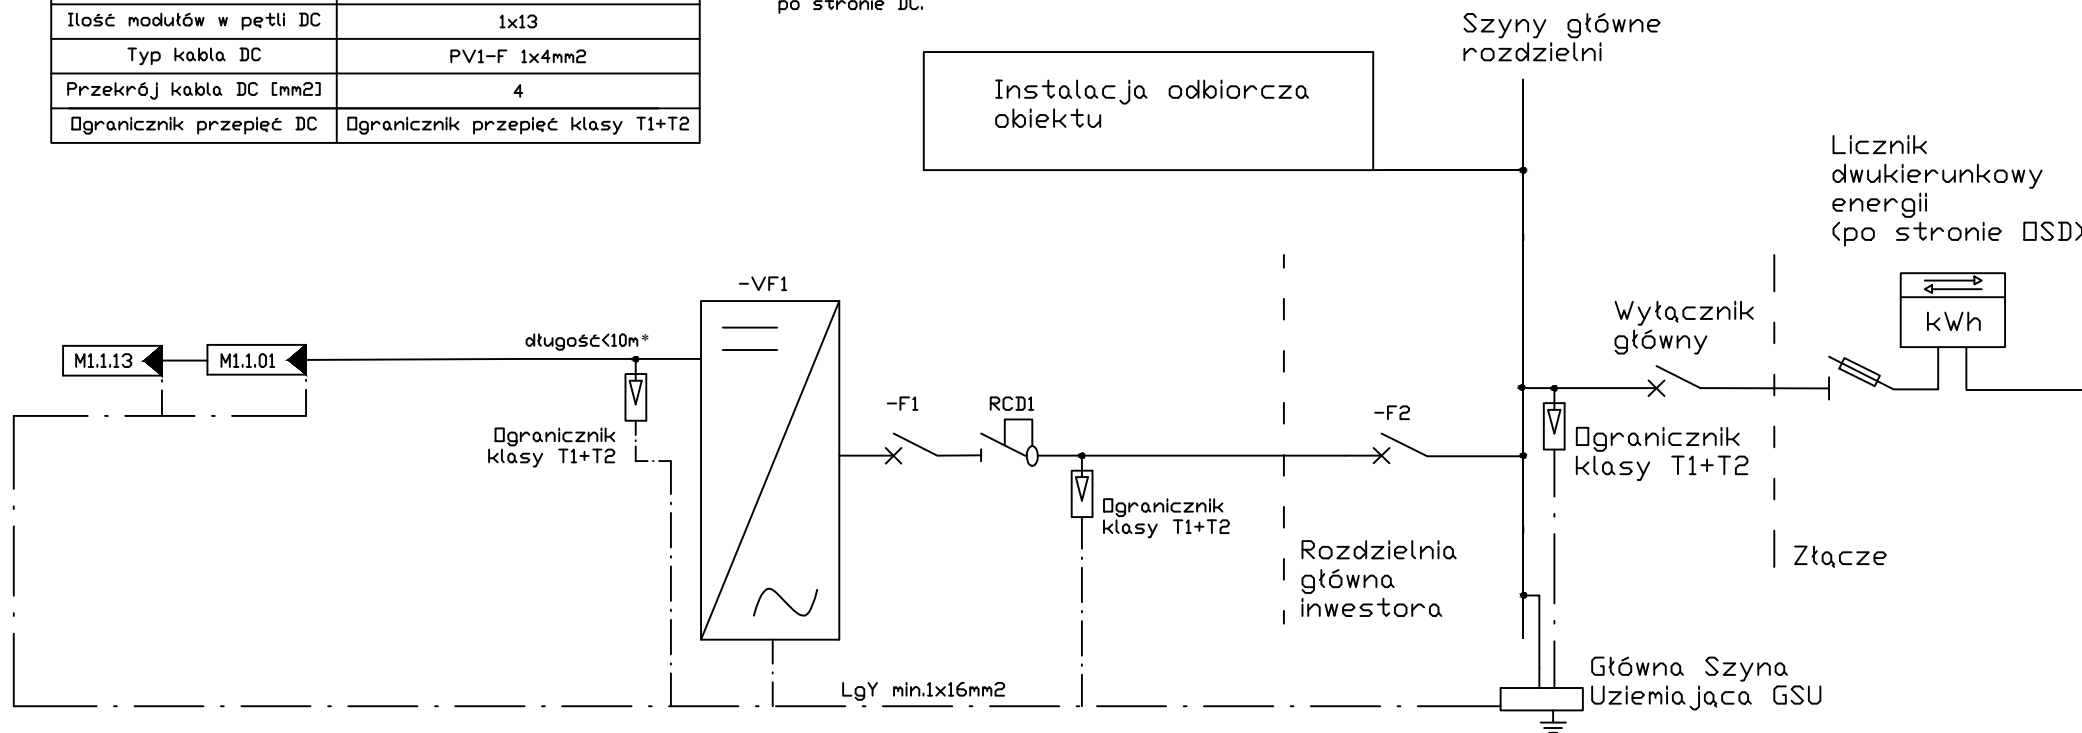 Ilość modułów w pętli DC 1x13
Typ kabla DC PV1-F 1x4mm2
Przekrój kabla DC [mm2] 4
Ogranicznik przepięć DC Ogranicznik przepięć klasy T1+T2
po stronie DC.
Szyny główne
rozdzielni
Instalacja odbiorcza
obiektu
Licznik
dwukierunkowy
energii
(po stronie OSD)
kWh
Wyłącznik
główny
-VF1
długość<10m*
M1.1.13
M1.1.01
Ogranicznik
klasy T1+T2
-F1
RCD1
-F2
Ogranicznik
klasy T1+T2
Ogranicznik
klasy T1+T2
Rozdzielnia
główna
inwestora
Złącze
LgY min.1x16mm2
Główna Szyna
Uziemiająca GSU